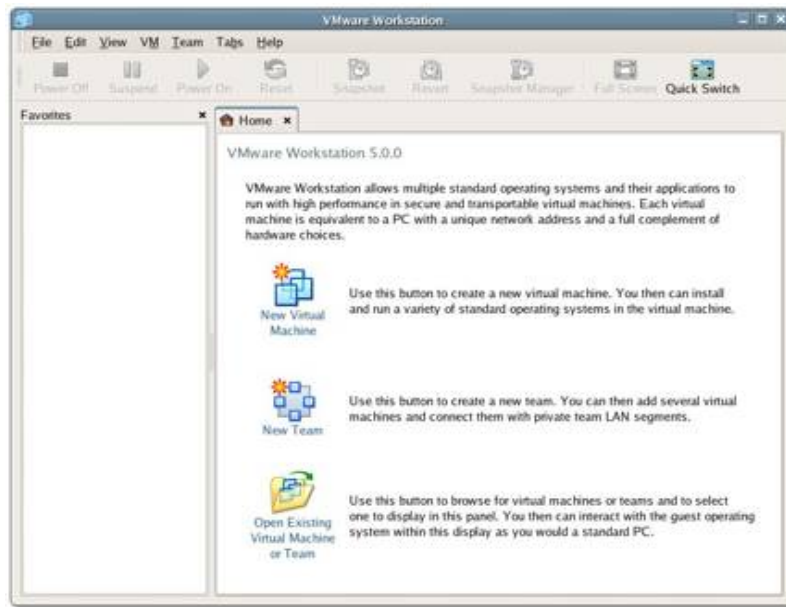 VMware Workstation
File Edit View VM Team Tabs Help
Power Off Suspend Power On Reset Snapshot Revert Snapshot Manager Full Screen Quick Switch
Favorites
Home
VMware Workstation 5.0.0
VMware Workstation allows multiple standard operating systems and their applications to
run with high performance in secure and transportable virtual machines. Each virtual
machine is equivalent to a PC with a unique network address and a full complement of
hardware choices.
New Virtual
Machine
Use this button to create a new virtual machine. You then can install
and run a variety of standard operating systems in the virtual machine.
New Team
Use this button to create a new team. You can then add several virtual
machines and connect them with private team LAN segments.
Open Existing
Virtual Machine
or Team
Use this button to browse for virtual machines or teams and to select
one to display in this panel. You then can interact with the guest operating
system within this display as you would a standard PC.